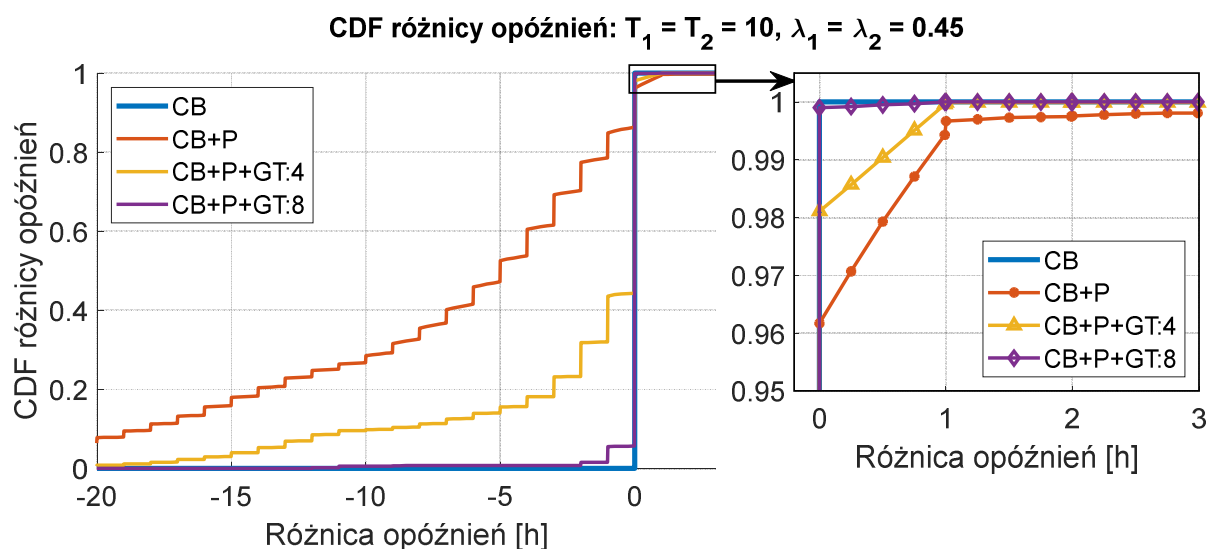 CDF różnicy opóźnień: T₁ = T₂ = 10, λ₁ = λ₂ = 0.45
CDF różnicy opóźnień
1
0.8
0.6
0.4
0.2
0
CB
CB+P
CB+P+GT:4
CB+P+GT:8
-20
-15
-10
-5
0
Różnica opóźnień [h]
1
0.99
0.98
0.97
0.96
0.95
CB
CB+P
CB+P+GT:4
CB+P+GT:8
0
1
2
3
Różnica opóźnień [h]